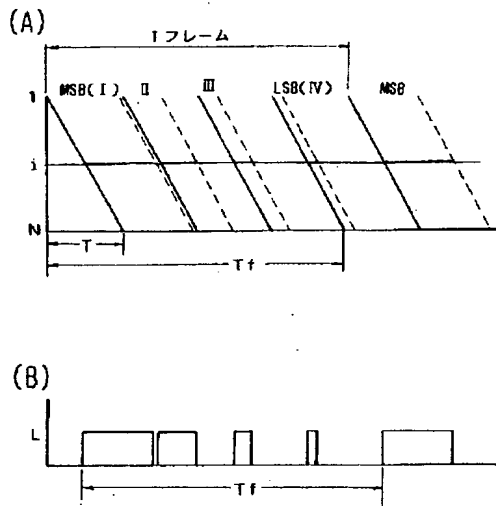 (A)
1フレーム
MSB(I) II III LSB(IV) MSB
1
i
N
T
Tf
(B)
L
Tf